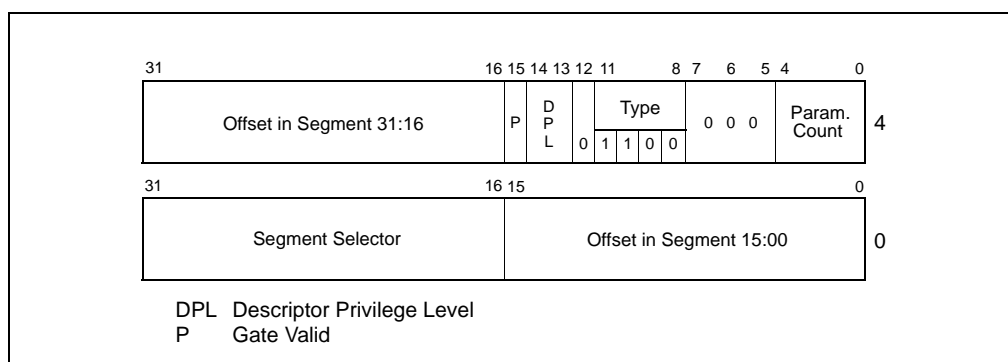 31 16 15 14 13 12 11 8 7 6 5 4 0
Offset in Segment 31:16 P D P L 0 Type 1 1 0 0 0 0 0 Param. Count 4
31 16 15 0
Segment Selector Offset in Segment 15:00 0
DPL Descriptor Privilege Level
P Gate Valid